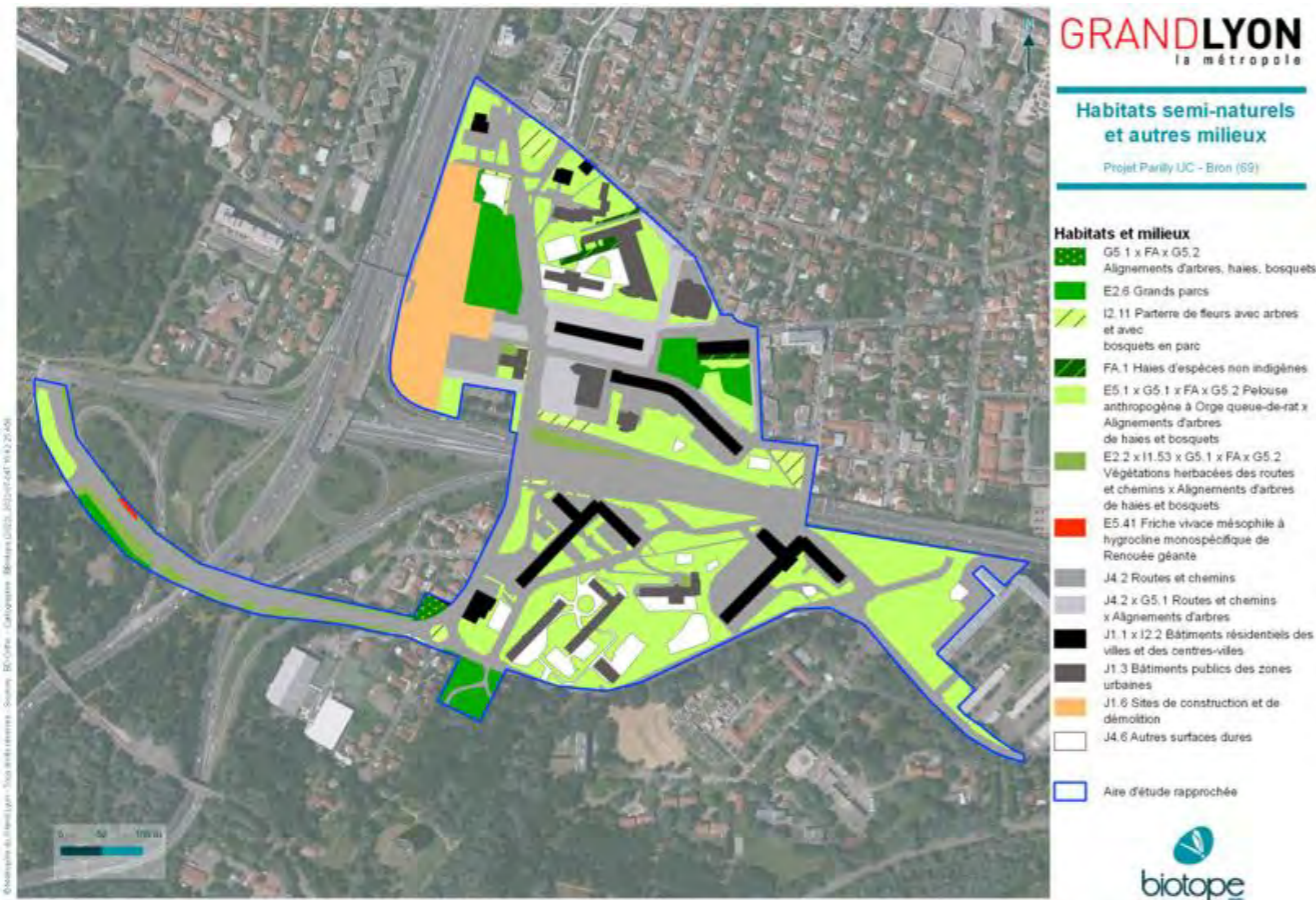 N
GRANDLYON
la métropole
Habitats semi-naturels
et autres milieux
Projet Parilly UC - Bron (69)
Habitats et milieux
G5.1 x FA x G5.2
Alignements d'arbres, haies, bosquets
E2.6 Grands parcs
I2.11 Parterre de fleurs avec arbres
et avec
bosquets en parc
FA.1 Haies d'espèces non indigènes
E5.1 x G5.1 x FA x G5.2 Pelouse
anthropogène à Orge queue-de-rat x
Alignements d'arbres
de haies et bosquets
E2.2 x I1.53 x G5.1 x FA x G5.2
Végétations herbacées des routes
et chemins x Alignements d'arbres
de haies et bosquets
E5.41 Friche vivace mésophile à
hygrocline monospécifique de
Renouée géante
J4.2 Routes et chemins
J4.2 x G5.1 Routes et chemins
x Alignements d'arbres
J1.1 x I2.2 Bâtiments résidentiels des
villes et des centres-villes
J1.3 Bâtiments publics des zones
urbaines
J1.6 Sites de construction et de
démolition
J4.6 Autres surfaces dures
Aire d'étude rapprochée
biotope